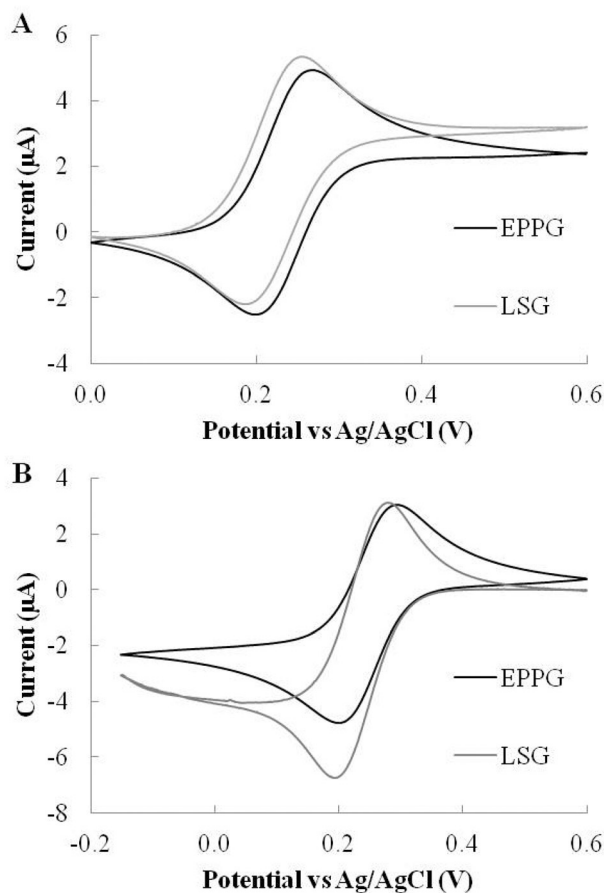 A
6
4
2
0
-2
-4
Current (µA)
EPPG
LSG
0.0 0.2 0.4 0.6
Potential vs Ag/AgCl (V)
B
4
2
0
-2
-4
-6
-8
Current (µA)
EPPG
LSG
-0.2 0.0 0.2 0.4 0.6
Potential vs Ag/AgCl (V)